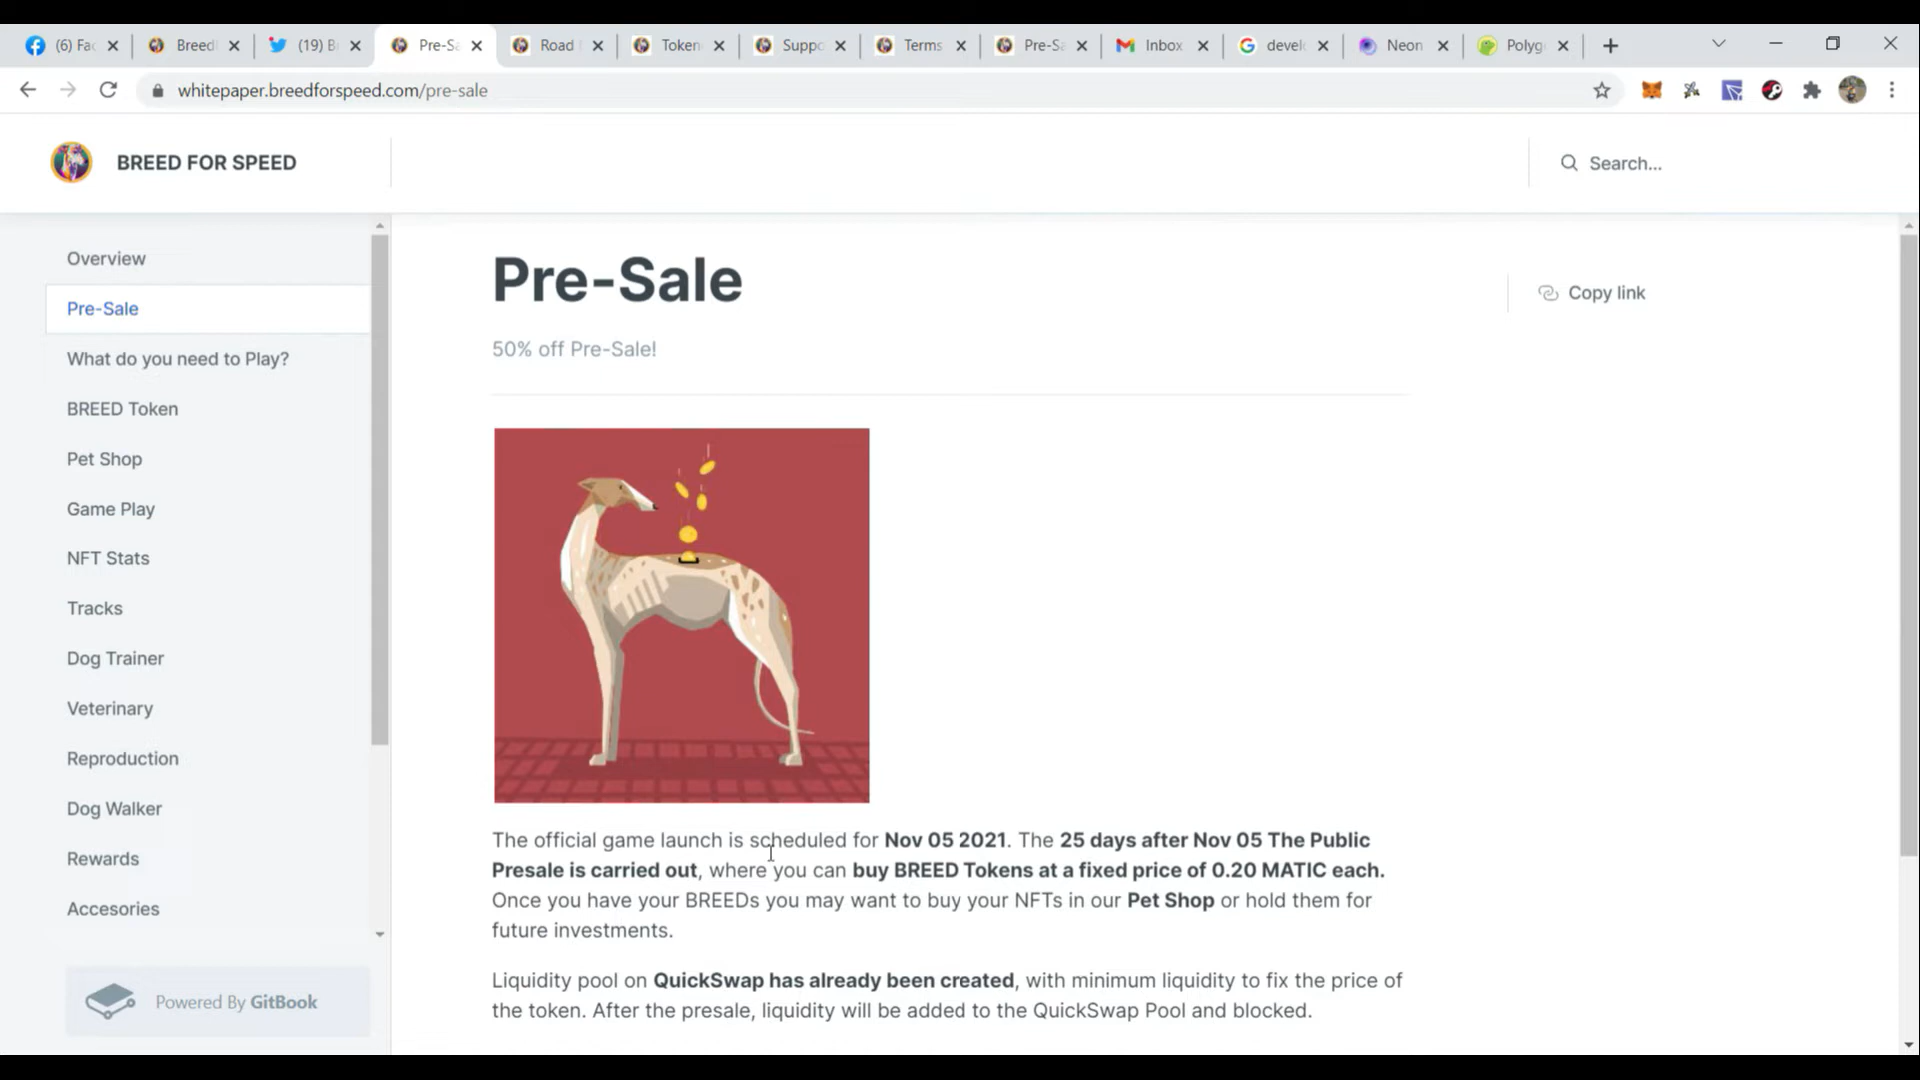 (6) Fac
Breedf
(19) B
Pre-Sa
Road
Token
Suppo
Terms
Pre-Sa
Inbox
devel
Neon
Polyg
whitepaper.breedforspeed.com/pre-sale
BREED FOR SPEED
Search...
Overview
Pre-Sale
What do you need to Play?
BREED Token
Pet Shop
Game Play
NFT Stats
Tracks
Dog Trainer
Veterinary
Reproduction
Dog Walker
Rewards
Accesories
Powered By GitBook
Pre-Sale
50% off Pre-Sale!
Copy link
The official game launch is scheduled for Nov 05 2021. The 25 days after Nov 05 The Public
Presale is carried out, where you can buy BREED Tokens at a fixed price of 0.20 MATIC each.
Once you have your BREEDs you may want to buy your NFTs in our Pet Shop or hold them for
future investments.
Liquidity pool on QuickSwap has already been created, with minimum liquidity to fix the price of
the token. After the presale, liquidity will be added to the QuickSwap Pool and blocked.